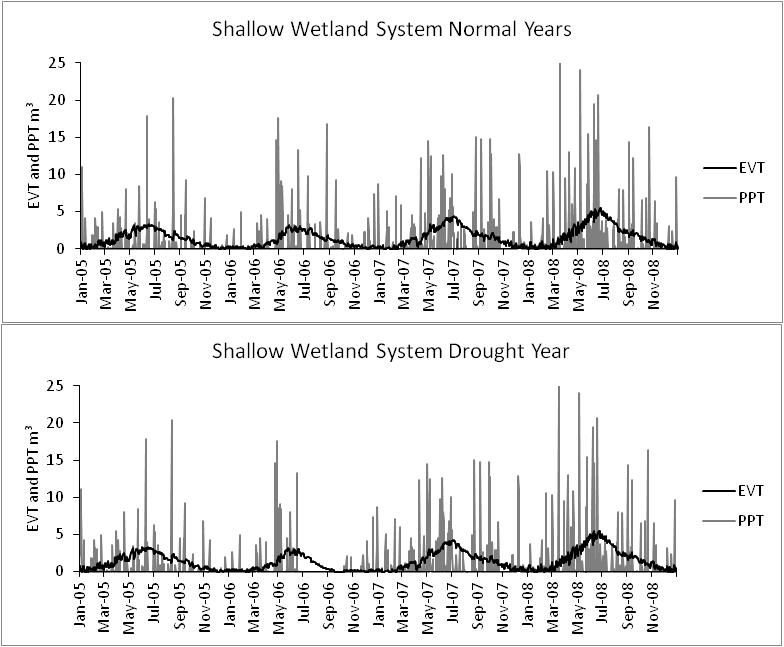 Shallow Wetland System Normal Years
EVT and PPT m³
25
20
15
10
5
0
Jan-05
Mar-05
May-05
Jul-05
Sep-05
Nov-05
Jan-06
Mar-06
May-06
Jul-06
Sep-06
Nov-06
Jan-07
Mar-07
May-07
Jul-07
Sep-07
Nov-07
Jan-08
Mar-08
May-08
Jul-08
Sep-08
Nov-08
EVT
PPT
Shallow Wetland System Drought Year
EVT and PPT m³
25
20
15
10
5
0
Jan-05
Mar-05
May-05
Jul-05
Sep-05
Nov-05
Jan-06
Mar-06
May-06
Jul-06
Sep-06
Nov-06
Jan-07
Mar-07
May-07
Jul-07
Sep-07
Nov-07
Jan-08
Mar-08
May-08
Jul-08
Sep-08
Nov-08
EVT
PPT